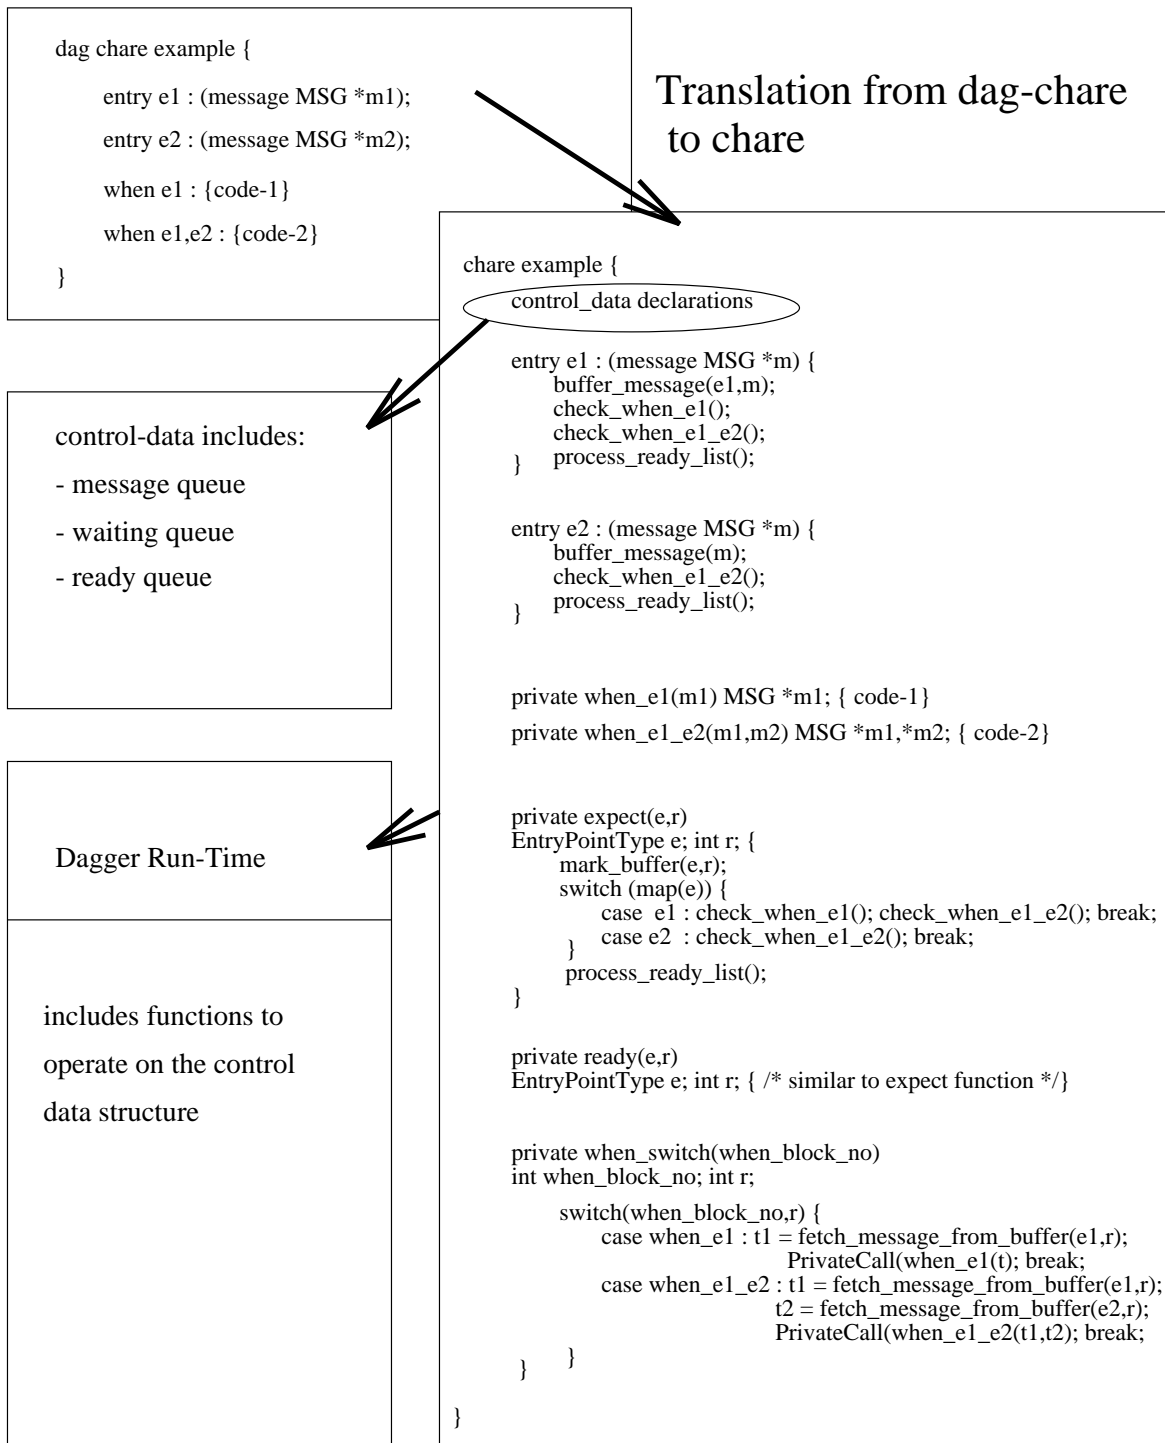 dag chare example {
entry e1 : (message MSG *m1);
entry e2 : (message MSG *m2);
when e1 : {code-1}
when e1,e2 : {code-2}
}
Translation from dag-chare
to chare
chare example {
control_data declarations
entry e1 : (message MSG *m) {
buffer_message(e1,m);
check_when_e1();
check_when_e1_e2();
} process_ready_list();
entry e2 : (message MSG *m) {
buffer_message(m);
check_when_e1_e2();
} process_ready_list();
private when_e1(m1) MSG *m1; { code-1}
private when_e1_e2(m1,m2) MSG *m1,*m2; { code-2}
private expect(e,r)
EntryPointType e; int r; {
mark_buffer(e,r);
switch (map(e)) {
case e1 : check_when_e1(); check_when_e1_e2(); break;
case e2 : check_when_e1_e2(); break;
}
process_ready_list();
}
private ready(e,r)
EntryPointType e; int r; { /* similar to expect function */}
private when_switch(when_block_no)
int when_block_no; int r;
switch(when_block_no,r) {
case when_e1 : t1 = fetch_message_from_buffer(e1,r);
PrivateCall(when_e1(t); break;
case when_e1_e2 : t1 = fetch_message_from_buffer(e1,r);
t2 = fetch_message_from_buffer(e2,r);
PrivateCall(when_e1_e2(t1,t2); break;
}
}
}
control-data includes:
- message queue
- waiting queue
- ready queue
Dagger Run-Time
includes functions to
operate on the control
data structure